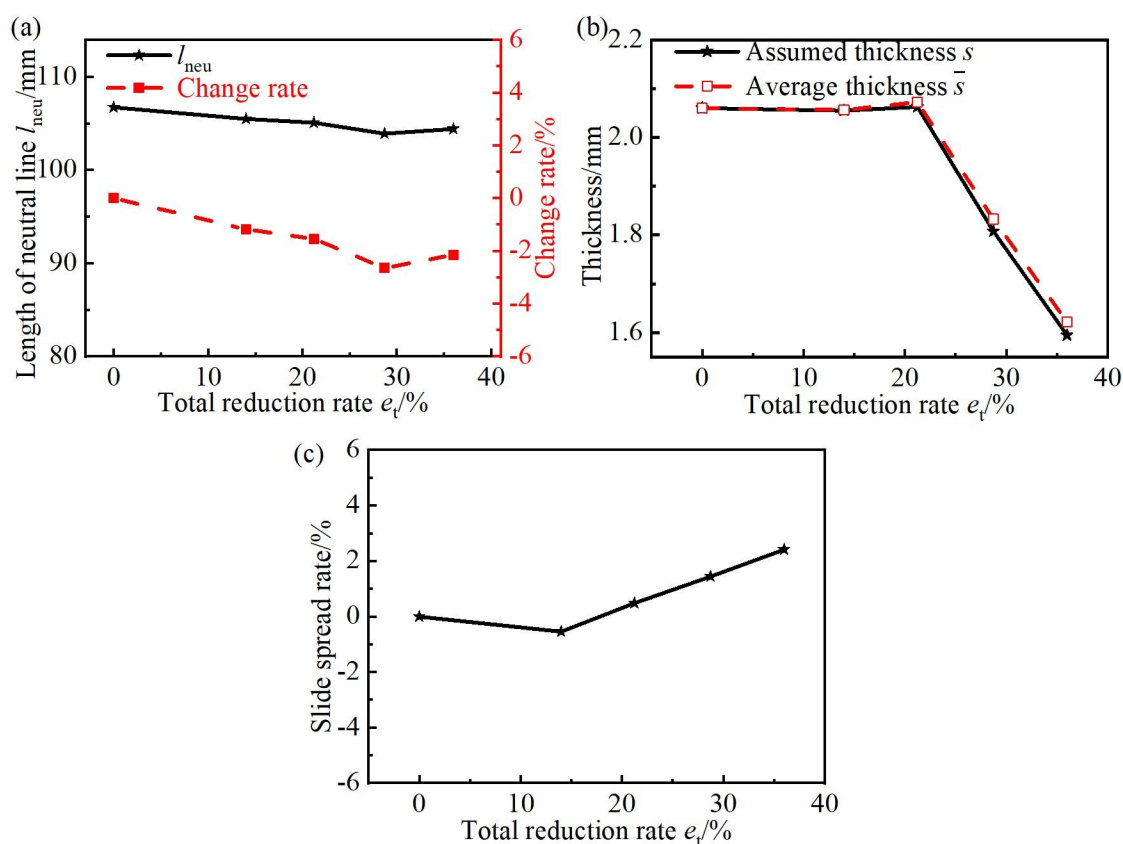 (a)
l_neu
Change rate
Length of neutral line l_neu/mm
110
100
90
80
6
4
2
0
-2
-4
-6
Change rate/%
0 10 20 30 40
Total reduction rate e_t/%
(b)
Assumed thickness s
Average thickness s̄
Thickness/mm
2.2
2.0
1.8
1.6
0 10 20 30 40
Total reduction rate e_t/%
(c)
Slide spread rate/%
6
4
2
0
-2
-4
-6
0 10 20 30 40
Total reduction rate e_t/%